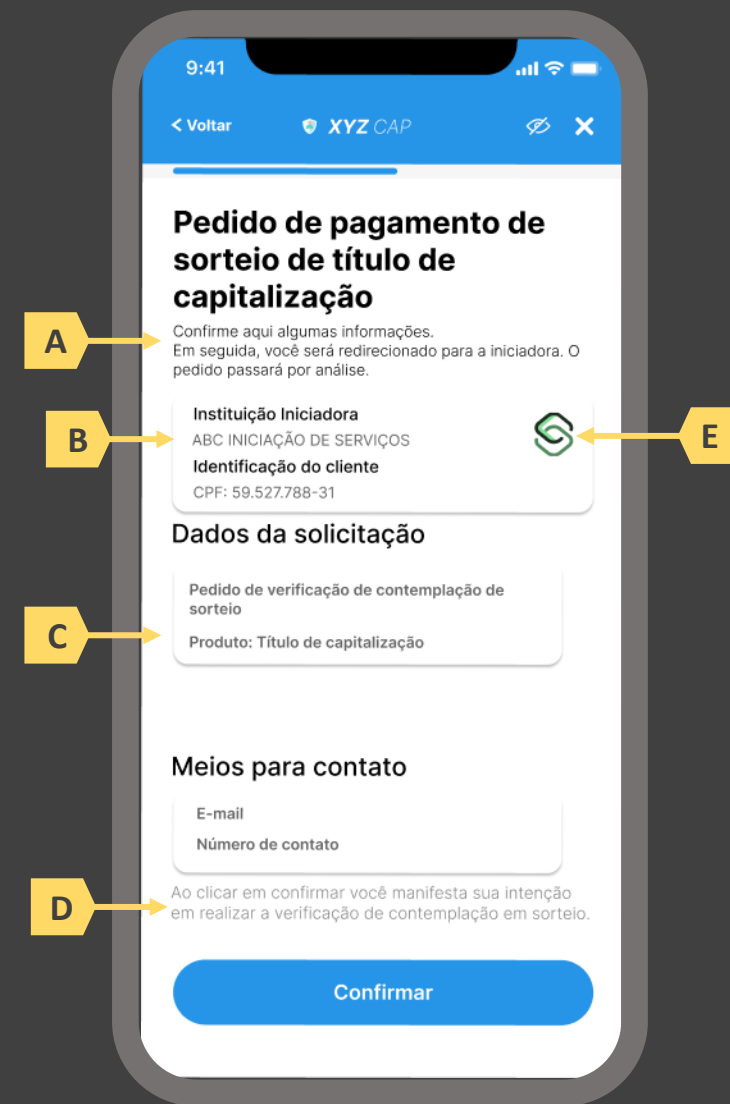 9:41
< Voltar
XYZ CAP
Pedido de pagamento de
sorteio de título de
capitalização
A
Confirme aqui algumas informações.
Em seguida, você será redirecionado para a iniciadora. O
pedido passará por análise.
B
Instituição Iniciadora
ABC INICIAÇÃO DE SERVIÇOS
Identificação do cliente
CPF: 59.527.788-31
E
Dados da solicitação
C
Pedido de verificação de contemplação de
sorteio
Produto: Título de capitalização
Meios para contato
E-mail
Número de contato
D
Ao clicar em confirmar você manifesta sua intenção
em realizar a verificação de contemplação em sorteio.
Confirmar